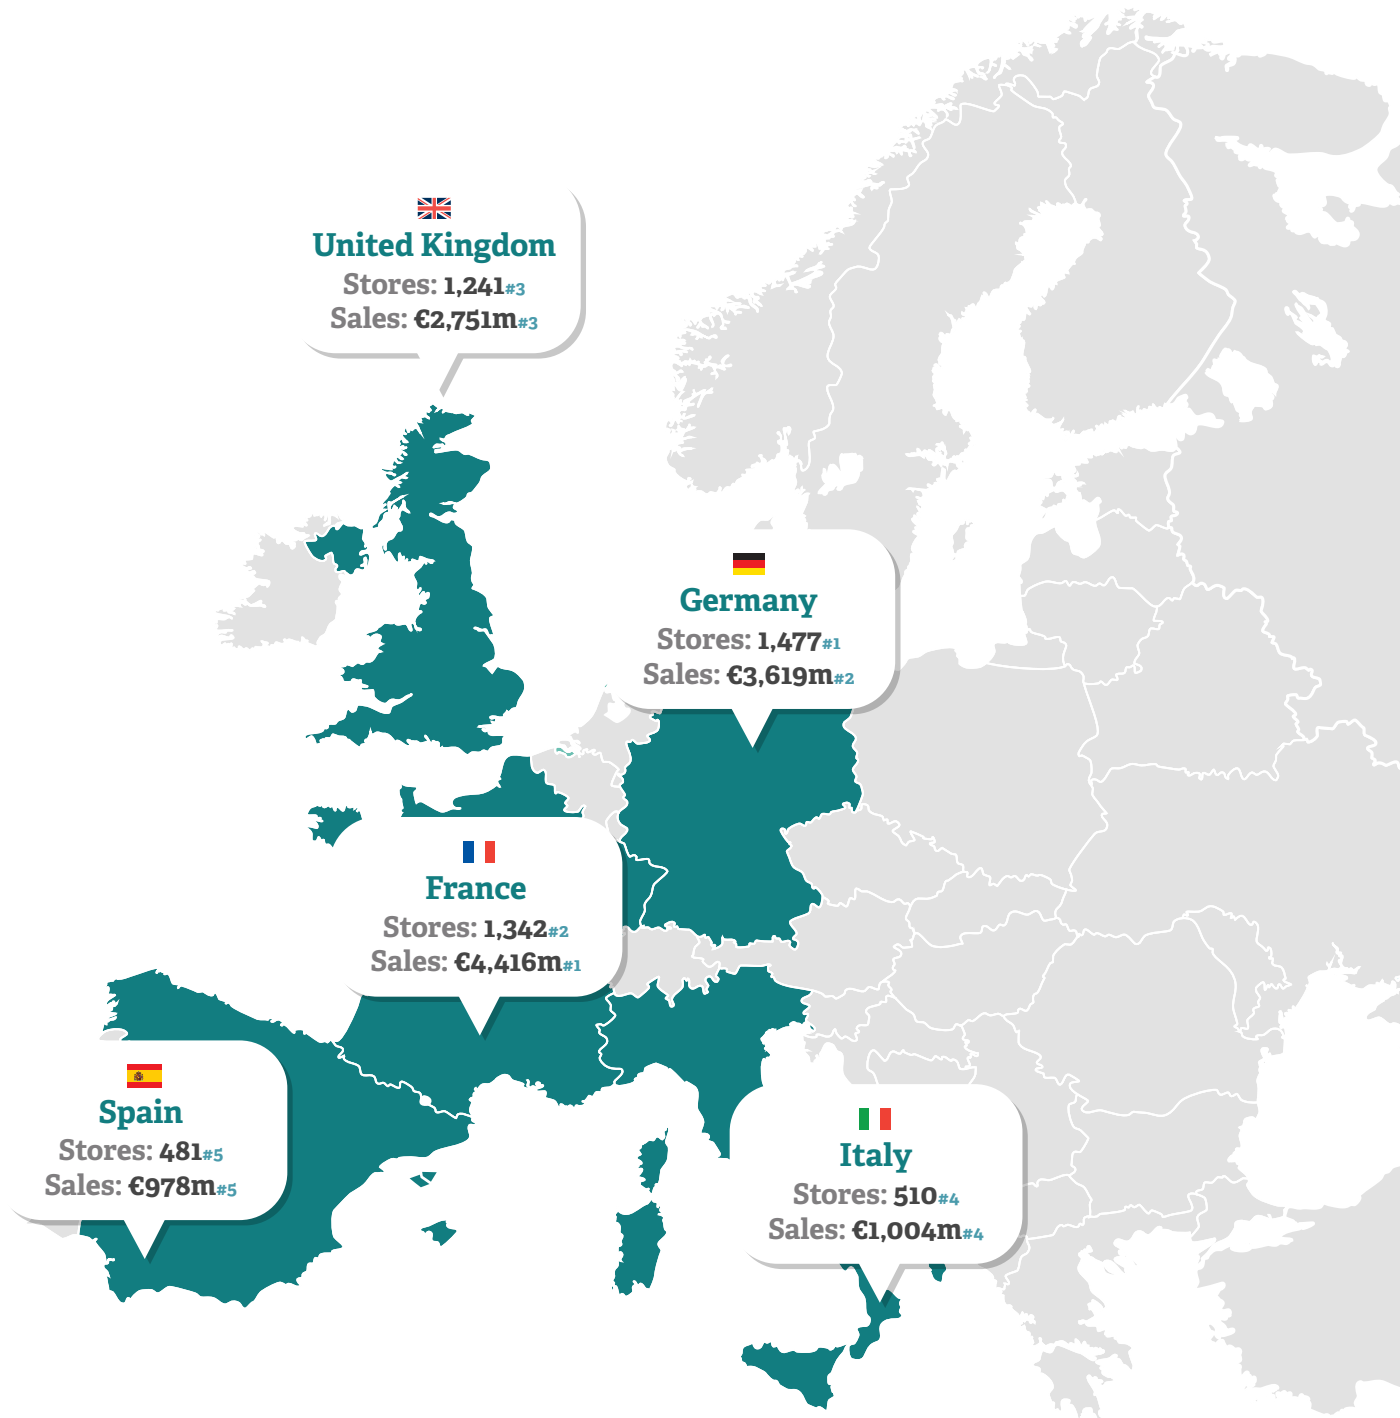 United Kingdom
Stores: 1,241#3
Sales: €2,751m#3
Germany
Stores: 1,477#1
Sales: €3,619m#2
France
Stores: 1,342#2
Sales: €4,416m#1
Spain
Stores: 481#5
Sales: €978m#5
Italy
Stores: 510#4
Sales: €1,004m#4